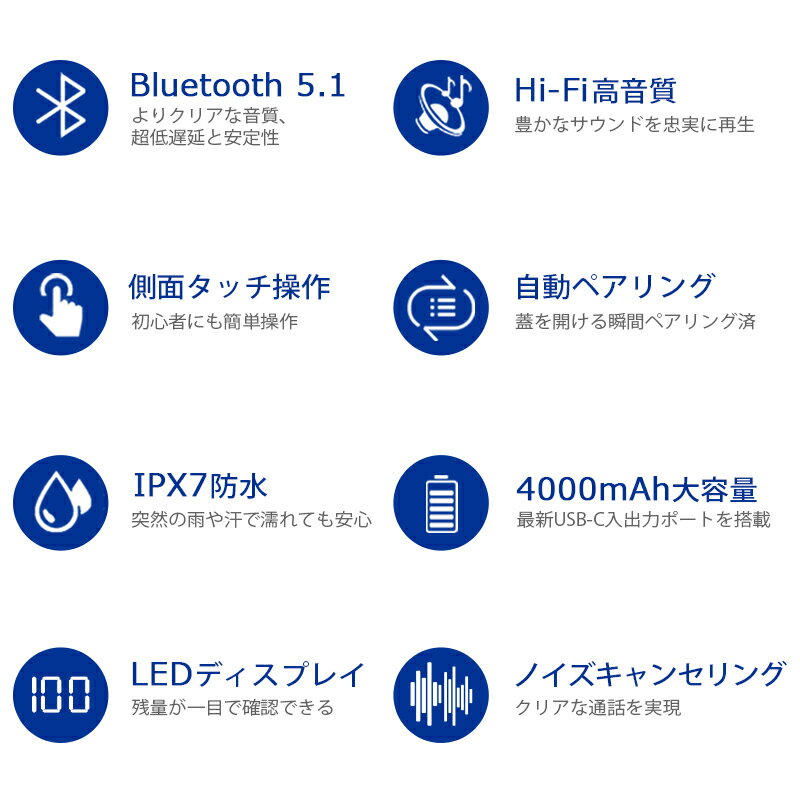 Bluetooth 5.1
よりクリアな音質、
超低遅延と安定性
Hi-Fi高音質
豊かなサウンドを忠実に再生
側面タッチ操作
初心者にも簡単操作
自動ペアリング
蓋を開ける瞬間ペアリング済
IPX7防水
突然の雨や汗で濡れても安心
4000mAh大容量
最新USB-C入出力ポートを搭載
100
LEDディスプレイ
残量が一目で確認できる
ノイズキャンセリング
クリアな通話を実現